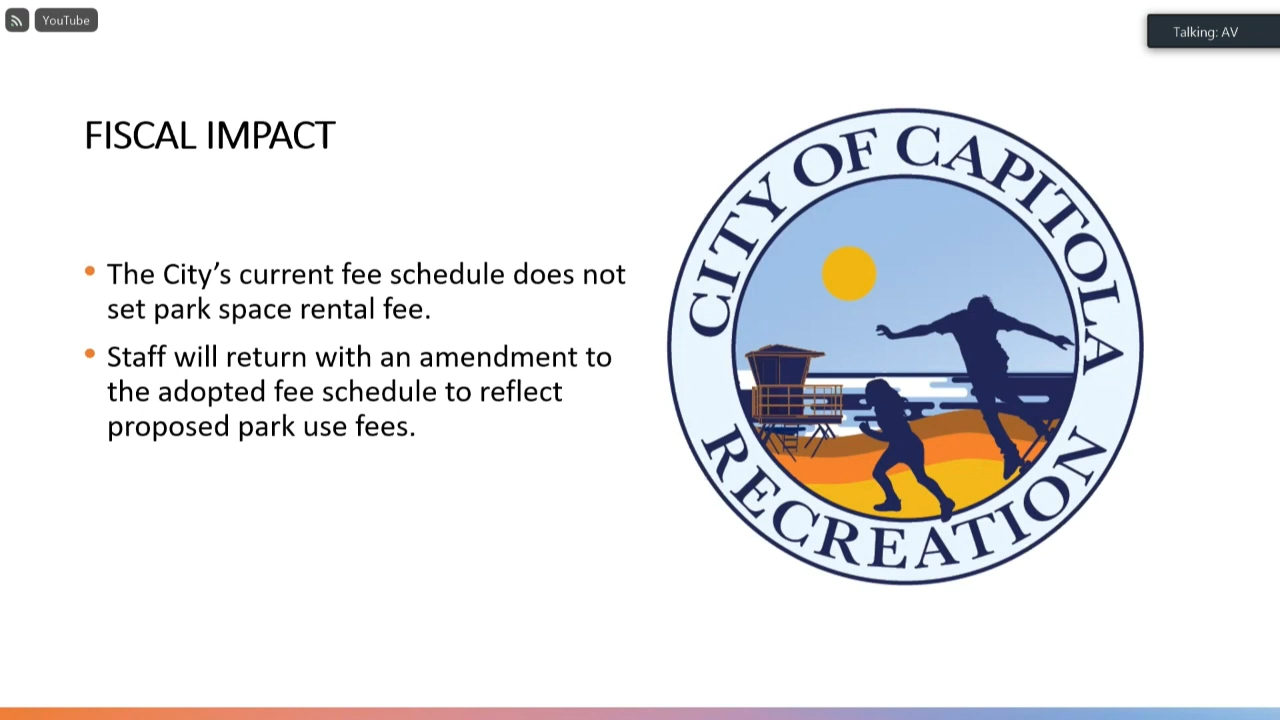 YouTube
Talking: AV
FISCAL IMPACT
The City's current fee schedule does not
set park space rental fee.
Staff will return with an amendment to
the adopted fee schedule to reflect
proposed park use fees.
CITY OF CAPITOLA
RECREATION